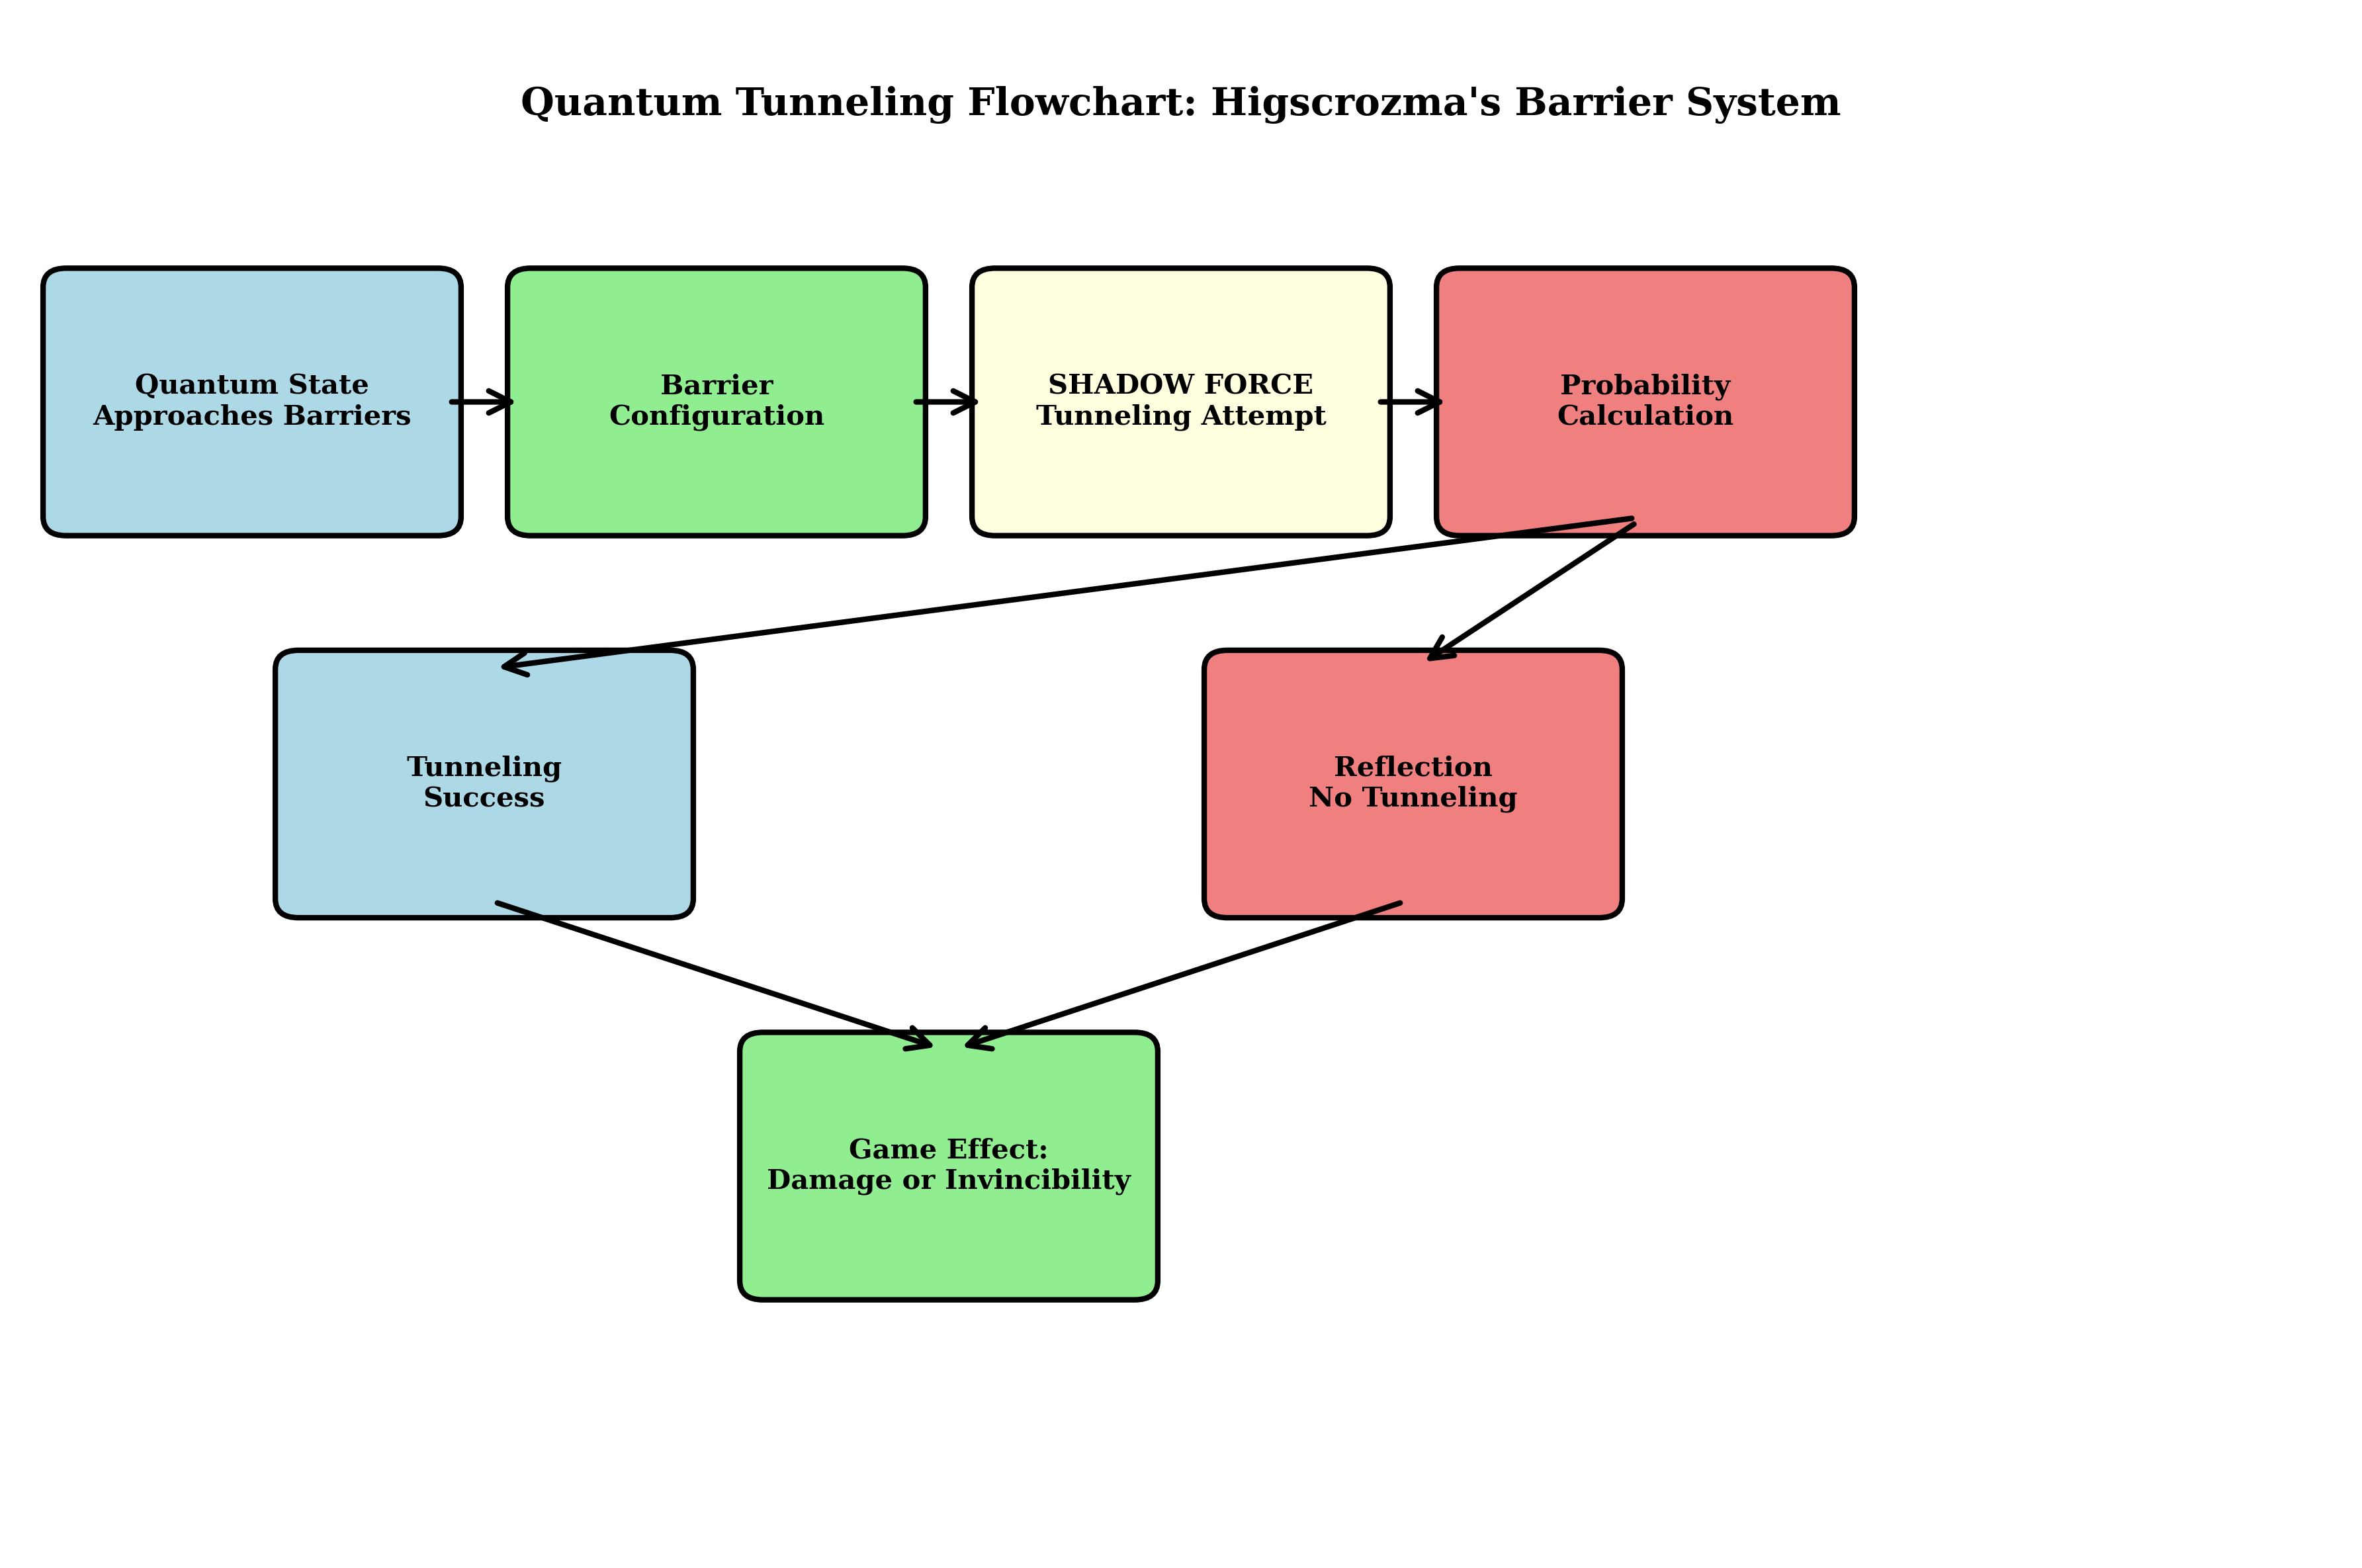 Quantum Tunneling Flowchart: Higscrozma's Barrier System
Quantum State
Approaches Barriers
Barrier
Configuration
SHADOW FORCE
Tunneling Attempt
Probability
Calculation
Tunneling
Success
Reflection
No Tunneling
Game Effect:
Damage or Invincibility